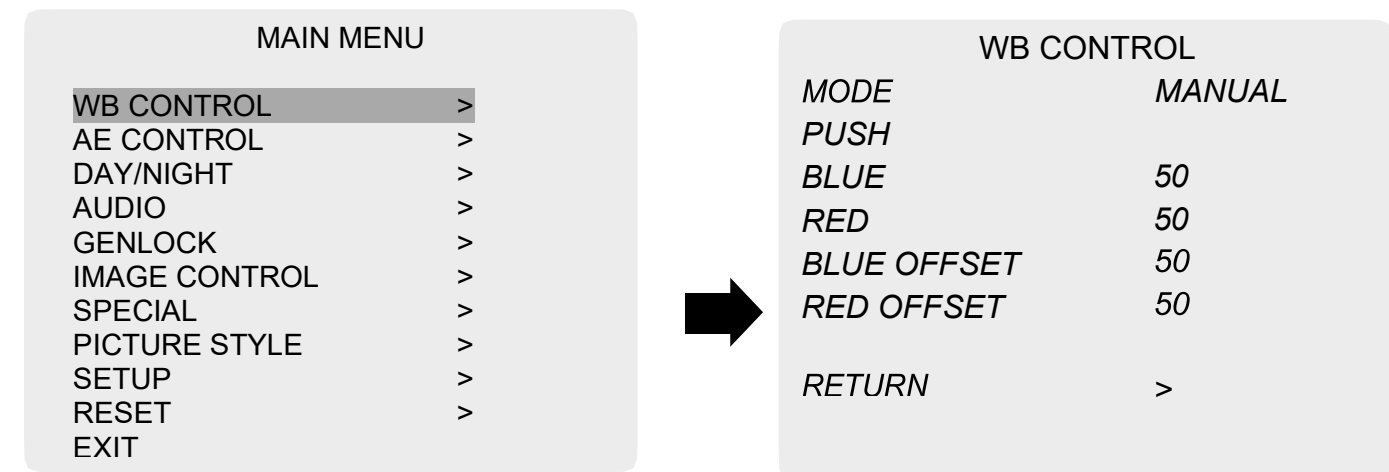 MAIN MENU
WB CONTROL >
AE CONTROL >
DAY/NIGHT >
AUDIO >
GENLOCK >
IMAGE CONTROL >
SPECIAL >
PICTURE STYLE >
SETUP >
RESET >
EXIT
WB CONTROL
MODE MANUAL
PUSH
BLUE 50
RED 50
BLUE OFFSET 50
RED OFFSET 50
RETURN >